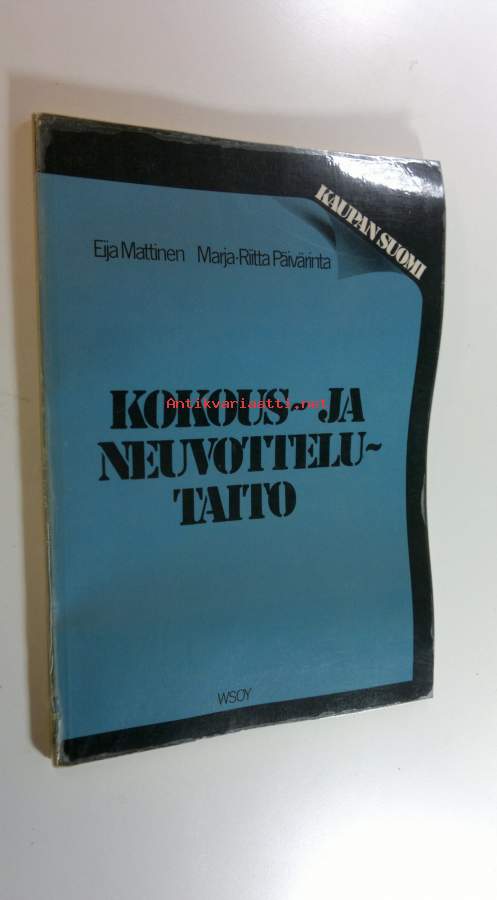 KAUPAN SUOMI
Eija Mattinen Marja-Riitta Päivärinta
KOKOUS- JA
Antikvariaatti.net
NEUVOTTELU-
TAITO
WSOY